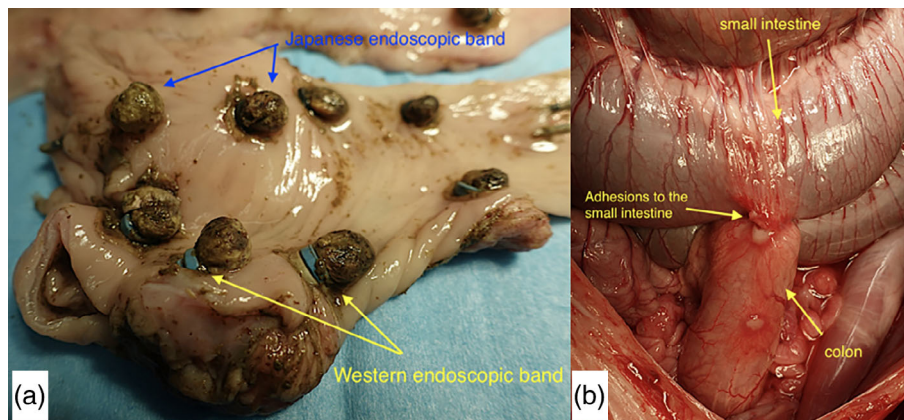 Japanese endoscopic band
Western endoscopic band
(a)
small intestine
Adhesions to the
small intestine
colon
(b)